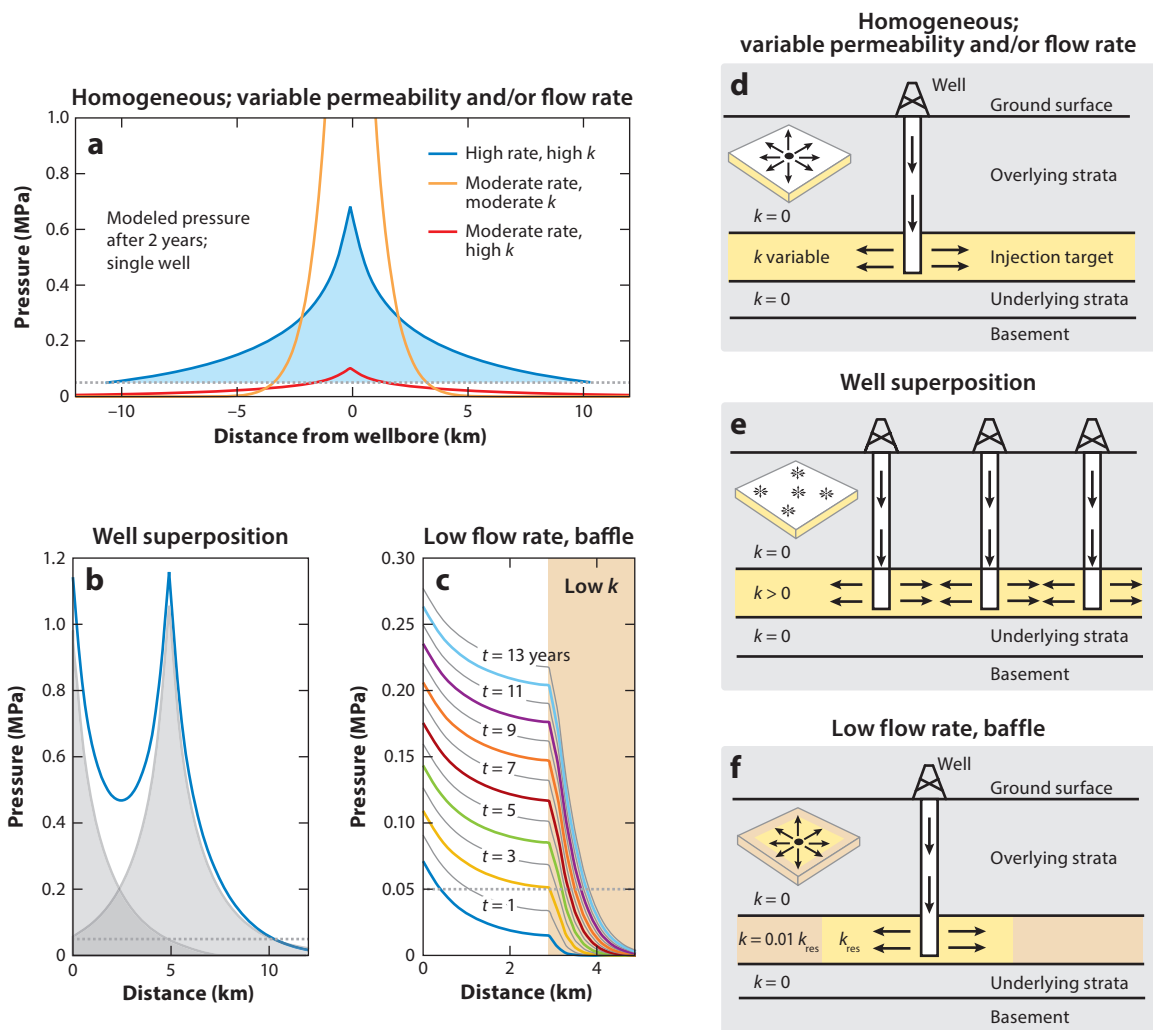 Homogeneous; variable permeability and/or flow rate
a
1.0
0.8
0.6
0.4
0.2
0
Pressure (MPa)
High rate, high k
Moderate rate,
moderate k
Moderate rate,
high k
Modeled pressure
after 2 years;
single well
−10
−5
0
5
10
Distance from wellbore (km)
Well superposition
b
1.2
1.0
0.8
0.6
0.4
0.2
0
Pressure (MPa)
0
5
10
Distance (km)
Low flow rate, baffle
c
Low k
0.30
0.25
0.20
0.15
0.10
0.05
0
Pressure (MPa)
t = 13 years
t = 11
t = 9
t = 7
t = 5
t = 3
t = 1
0
2
4
Distance (km)
Homogeneous;
variable permeability and/or flow rate
d
Well
Ground surface
Overlying strata
k = 0
k variable
Injection target
k = 0
Underlying strata
Basement
Well superposition
e
k = 0
k > 0
k = 0
Underlying strata
Basement
Low flow rate, baffle
f
Well
Ground surface
Overlying strata
k = 0
k = 0.01 kres
kres
k = 0
Underlying strata
Basement